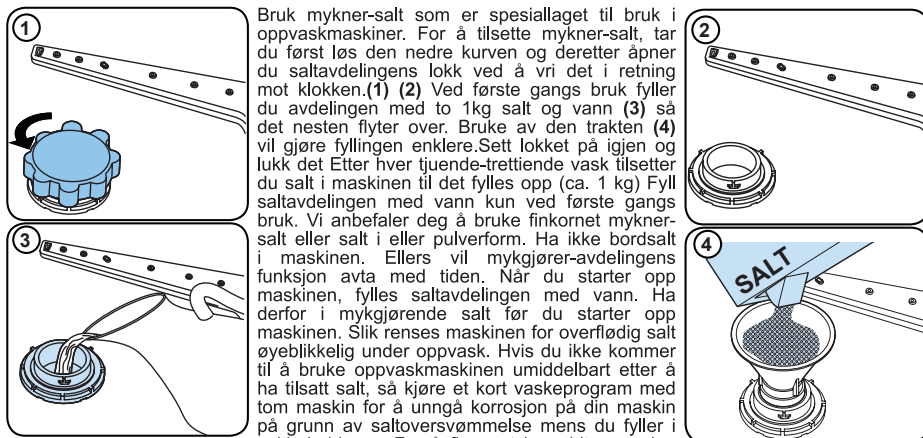 1
Bruk mykner-salt som er spesiallaget til bruk i
oppvaskmaskiner. For å tilsette mykner-salt, tar
du først løs den nedre kurven og deretter åpner
du saltavdelingens lokk ved å vri det i retning
mot klokken.(1) (2) Ved første gangs bruk fyller
du avdelingen med to 1kg salt og vann (3) så
det nesten flyter over. Bruke av den trakten (4)
vil gjøre fyllingen enklere.Sett lokket på igjen og
lukk det Etter hver tjuende-trettiende vask tilsetter
du salt i maskinen til det fylles opp (ca. 1 kg) Fyll
saltavdelingen med vann kun ved første gangs
bruk. Vi anbefaler deg å bruke finkornet mykner-
salt eller salt i eller pulverform. Ha ikke bordsalt
i maskinen. Ellers vil mykgjører-avdelingens
funksjon avta med tiden. Når du starter opp
maskinen, fylles saltavdelingen med vann. Ha
derfor i mykgjørende salt før du starter opp
maskinen. Slik renses maskinen for overflødig salt
øyeblikkelig under oppvask. Hvis du ikke kommer
til å bruke oppvaskmaskinen umiddelbart etter å
ha tilsatt salt, så kjøre et kort vaskeprogram med
tom maskin for å unngå korrosjon på din maskin
på grunn av saltoversvømmelse mens du fyller i
2
3
4
SALT